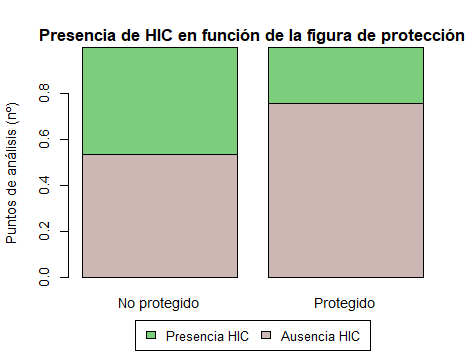 Presencia de HIC en función de la figura de protección
Puntos de análisis (nº)
0.8
0.6
0.4
0.2
0.0
No protegido
Protegido
Presencia HIC
Ausencia HIC